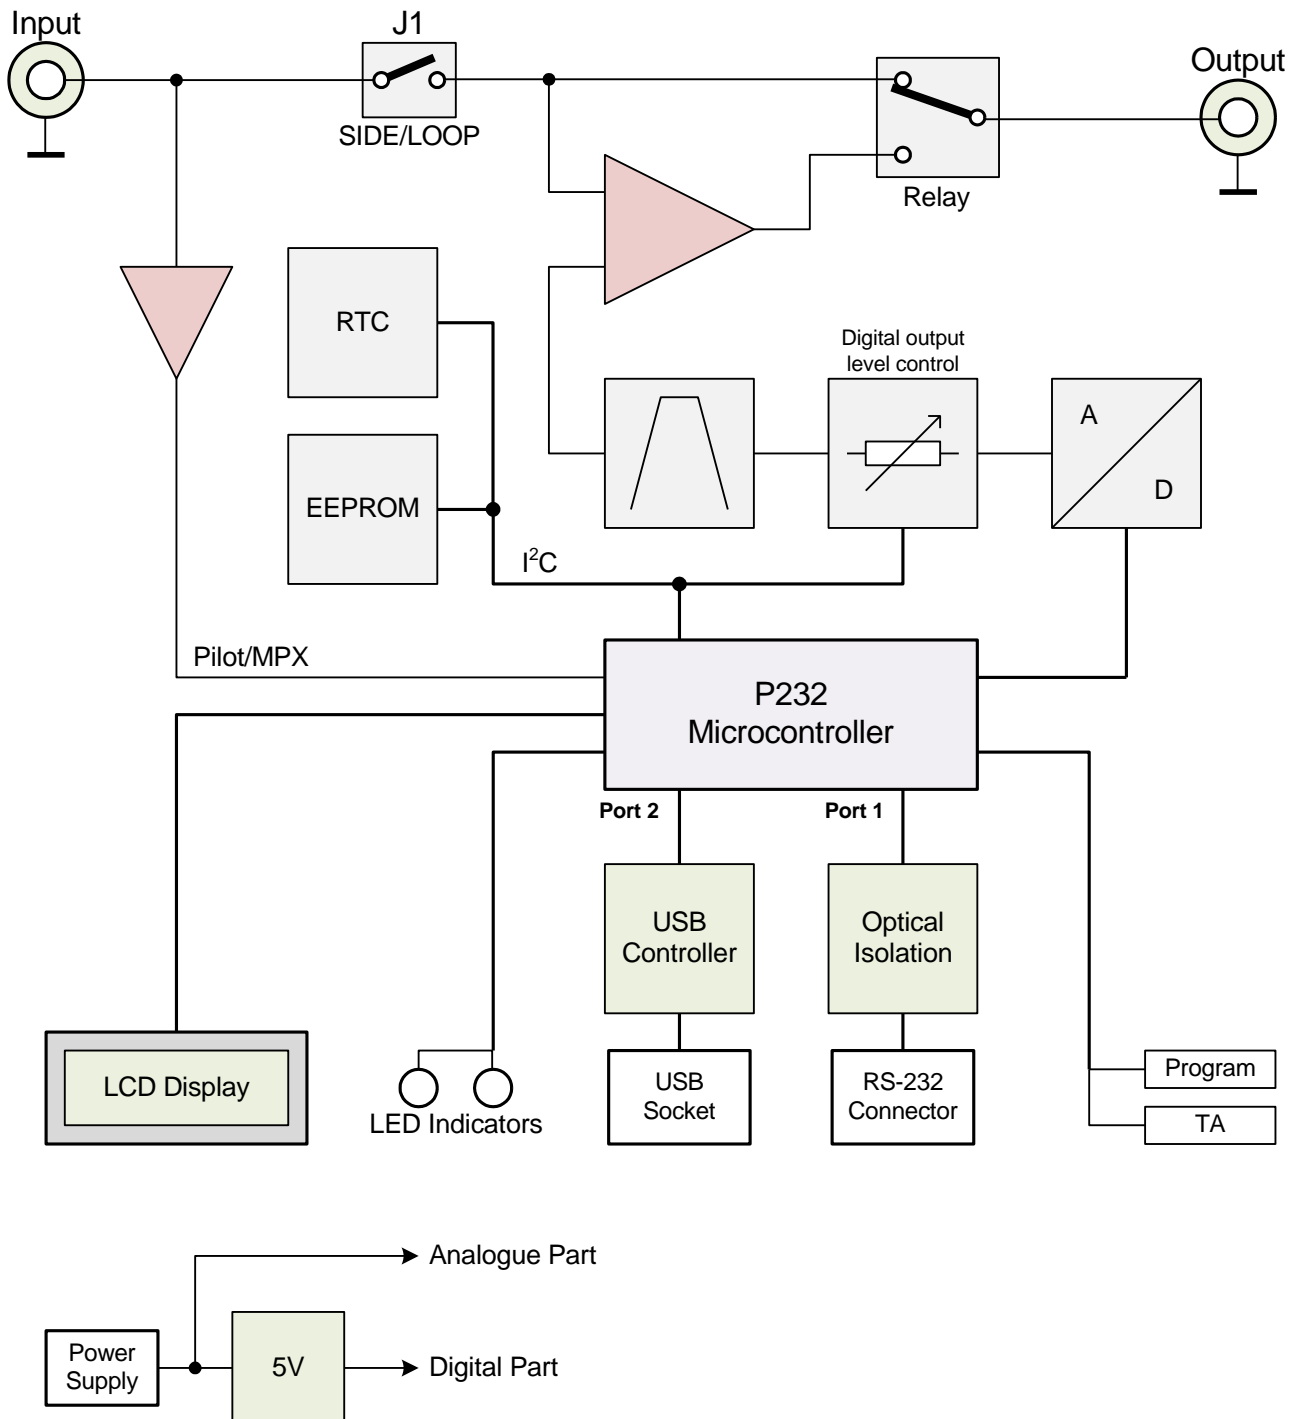 Input
J1
Output
SIDE/LOOP
Relay
RTC
Digital output
level control
A
D
EEPROM
I²C
Pilot/MPX
P232
Microcontroller
Port 2
Port 1
USB
Controller
Optical
Isolation
LCD Display
LED Indicators
USB
Socket
RS-232
Connector
Program
TA
Analogue Part
Power
Supply
5V
Digital Part